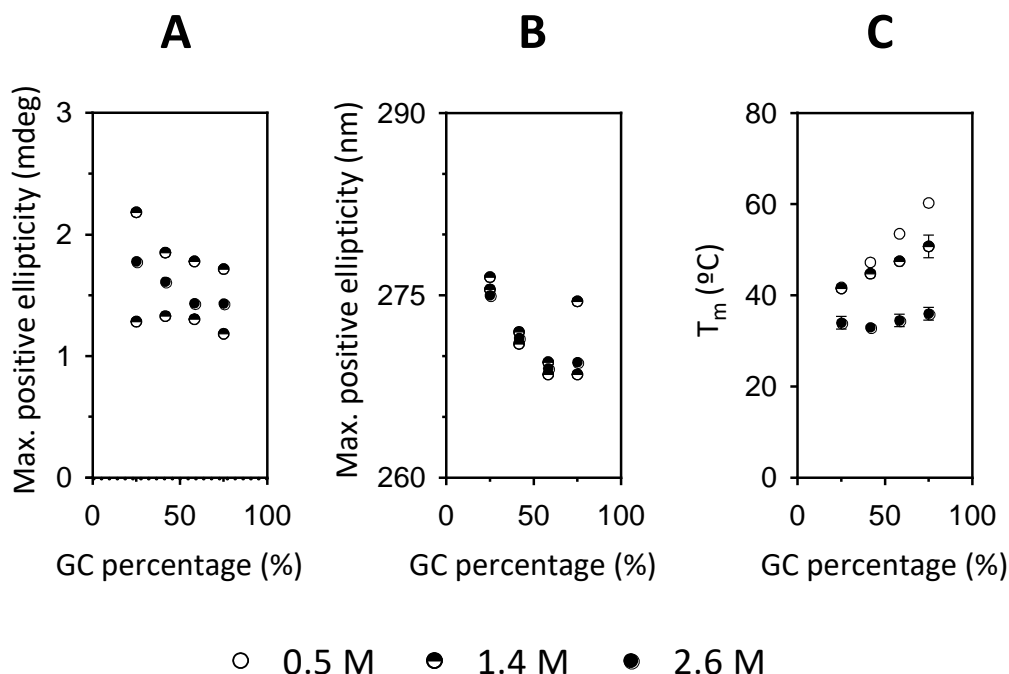 A
B
C
Max. positive ellipticity (mdeg)
3
2
1
0
0
50
100
GC percentage (%)
Max. positive ellipticity (nm)
290
275
260
0
50
100
GC percentage (%)
Tm (ºC)
80
60
40
20
0
0
50
100
GC percentage (%)
0.5 M 1.4 M 2.6 M